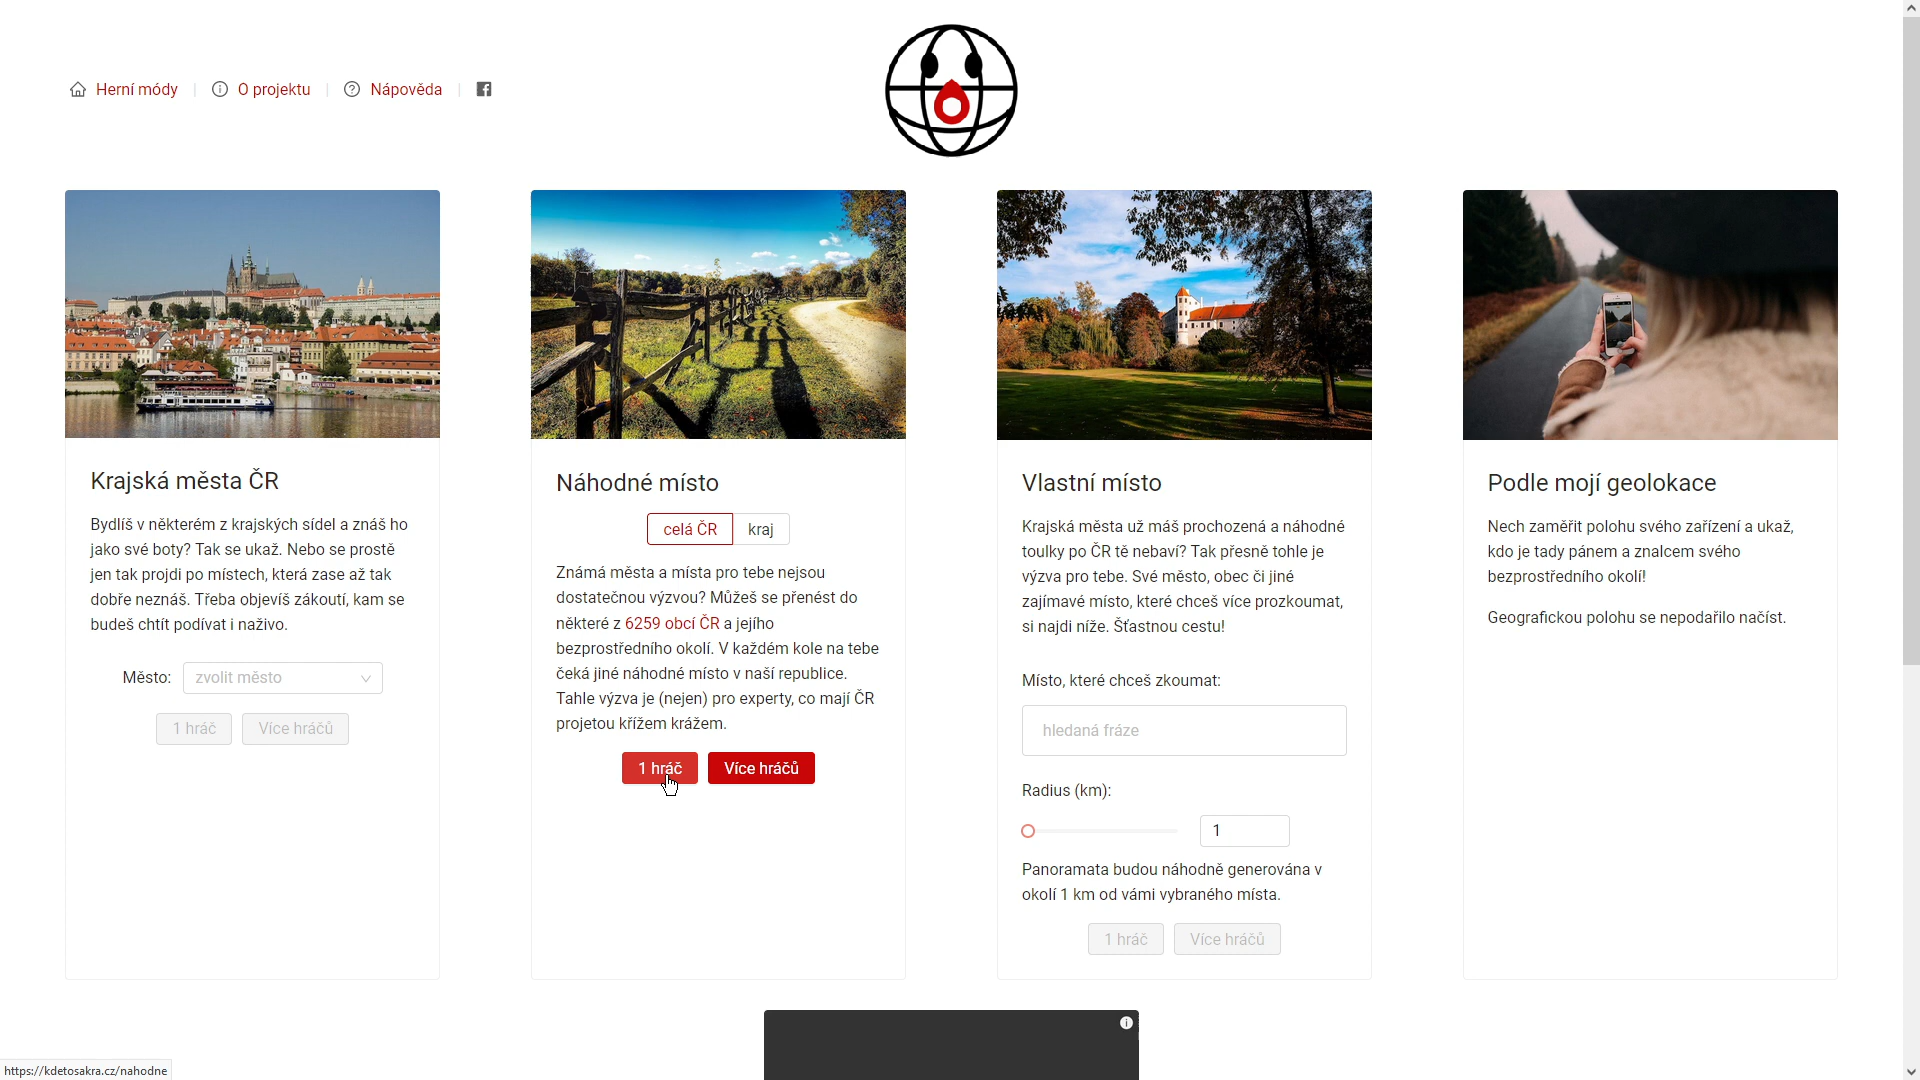 Herní módy
O projektu
Nápověda
Krajská města ČR
Bydlíš v některém z krajských sídel a znáš ho
jako své boty? Tak se ukaž. Nebo se prostě
jen tak projdi po místech, která zase až tak
dobře neznáš. Třeba objevíš zákoutí, kam se
budeš chtít podívat i naživo.
Město:
zvolit město
1 hráč
Více hráčů
Náhodné místo
celá ČR
kraj
Známá města a místa pro tebe nejsou
dostatečnou výzvou? Můžeš se přenést do
některé z 6259 obcí ČR a jejího
bezprostředního okolí. V každém kole na tebe
čeká jiné náhodné místo v naší republice.
Tahle výzva je (nejen) pro experty, co mají ČR
projetou křížem krážem.
1 hráč
Více hráčů
Vlastní místo
Krajská města už máš prochozená a náhodné
toulky po ČR tě nebaví? Tak přesně tohle je
výzva pro tebe. Své město, obec či jiné
zajímavé místo, které chceš více prozkoumat,
si najdi níže. Šťastnou cestu!
Místo, které chceš zkoumat:
hledaná fráze
Radius (km):
1
Panoramata budou náhodně generována v
okolí 1 km od vámi vybraného místa.
1 hráč
Více hráčů
Podle mojí geolokace
Nech zaměřit polohu svého zařízení a ukaž,
kdo je tady pánem a znalcem svého
bezprostředního okolí!
Geografickou polohu se nepodařilo načíst.
https://kdetosakra.cz/nahodne